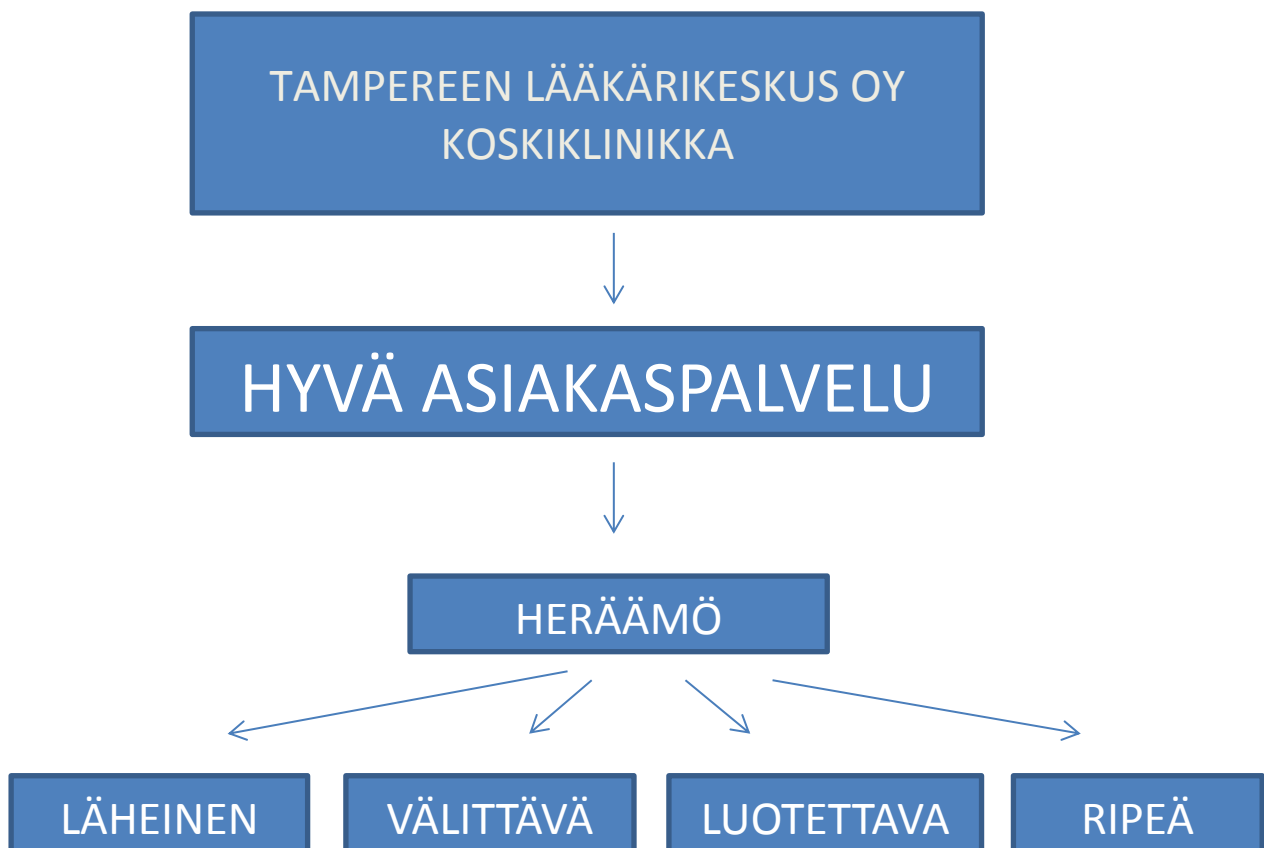 TAMPEREEN LÄÄKÄRIKESKUS OY
KOSKIKLINIKKA
HYVÄ ASIAKASPALVELU
HERÄÄMÖ
LÄHEINEN
VÄLITTÄVÄ
LUOTETTAVA
RIPEÄ